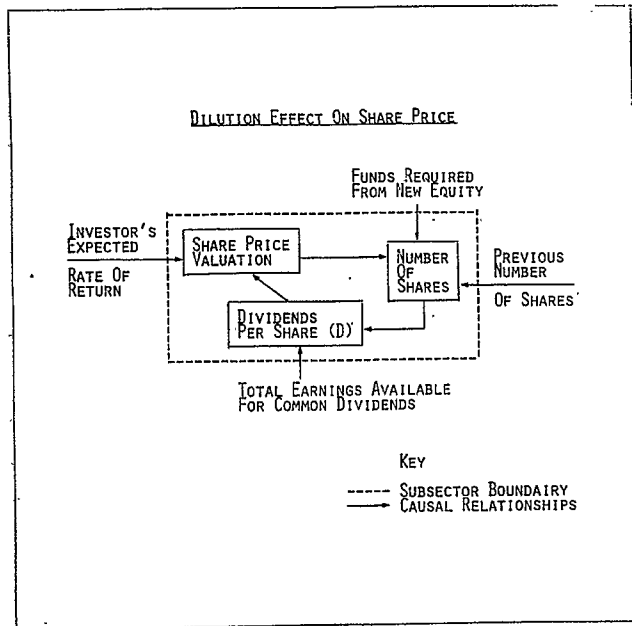 DILUTION EFFECT ON SHARE PRICE
FUNDS REQUIRED
FROM NEW EQUITY
INVESTOR'S
EXPECTED
RATE OF
RETURN
SHARE PRICE
VALUATION
NUMBER
OF
SHARES
PREVIOUS
NUMBER
OF SHARES
DIVIDENDS
PER SHARE (D)
TOTAL EARNINGS AVAILABLE
FOR COMMON DIVIDENDS
KEY
SUBSECTOR BOUNDAIRY
CAUSAL RELATIONSHIPS